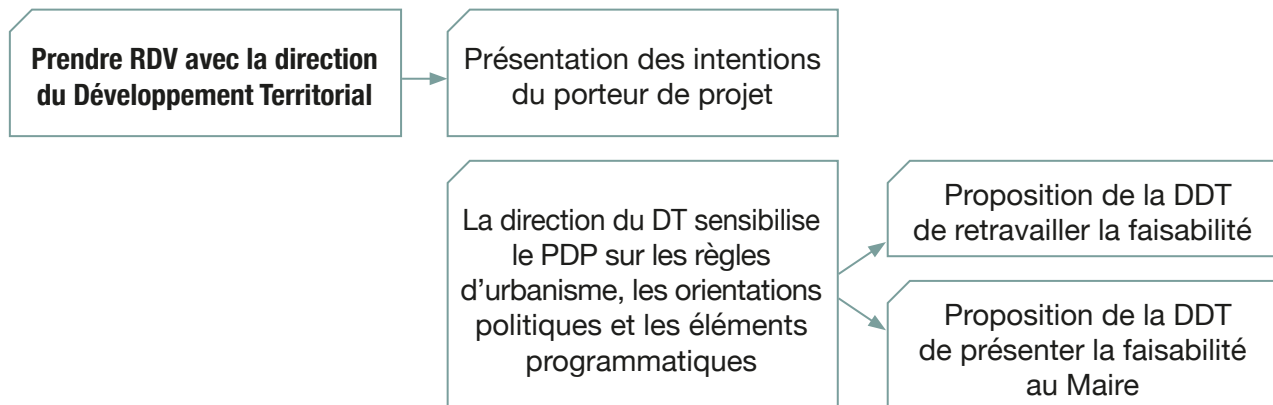 Prendre RDV avec la direction
du Développement Territorial
Présentation des intentions
du porteur de projet
La direction du DT sensibilise
le PDP sur les règles
d'urbanisme, les orientations
politiques et les éléments
programmatiques
Proposition de la DDT
de retravailler la faisabilité
Proposition de la DDT
de présenter la faisabilité
au Maire